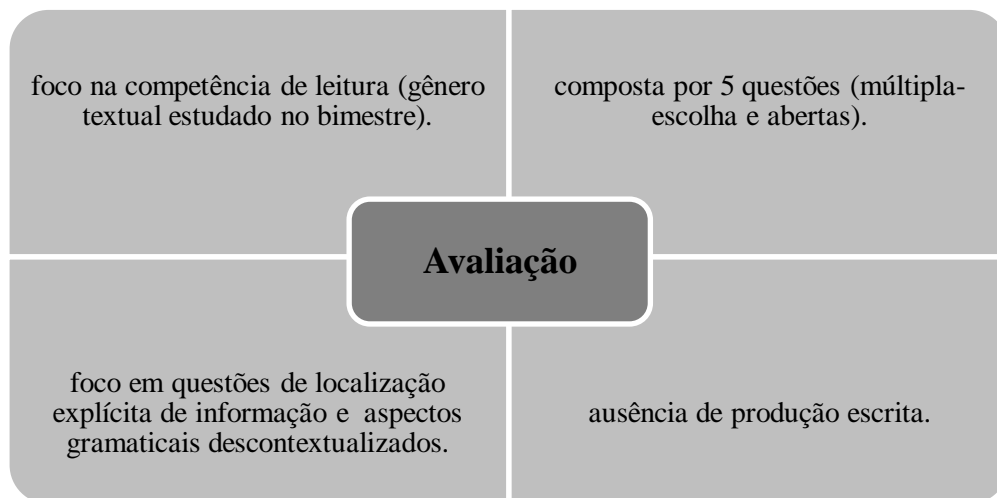 foco na competência de leitura (gênero
textual estudado no bimestre).
composta por 5 questões (múltipla-
escolha e abertas).
Avaliação
foco em questões de localização
explícita de informação e aspectos
gramaticais descontextualizados.
ausência de produção escrita.